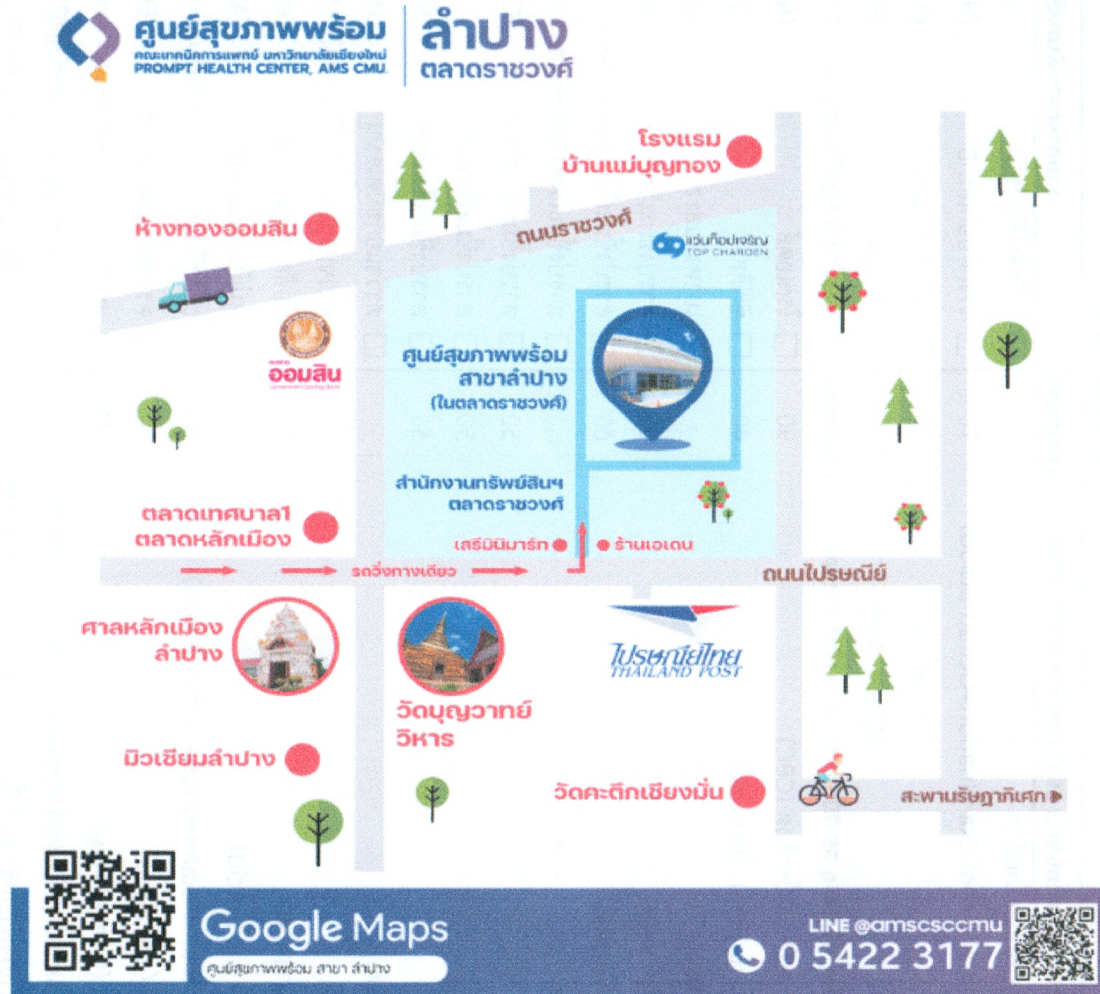 ศูนย์สุขภาพพร้อม
คณะเทคนิคการแพทย์ มหาวิทยาลัยเชียงใหม่
PROMPT HEALTH CENTER, AMS CMU.
ลำปาง
ตลาดราชวงศ์
โรงแรม
บ้านแม่บุญทอง
ห้างทองออมสิน
ถนนราชวงศ์
แว่นท็อปเจริญ
TOP CHAROEN
ออมสิน
Government Savings Bank
ศูนย์สุขภาพพร้อม
สาขาลำปาง
(ในตลาดราชวงศ์)
สำนักงานทรัพย์สินฯ
ตลาดราชวงศ์
ตลาดเทศบาล1
ตลาดหลักเมือง
เสรีมินิมาร์ท
ร้านเอเดน
รถวิ่งทางเดียว
ถนนไปรษณีย์
ศาลหลักเมือง
ลำปาง
วัดบุญวาทย์
วิหาร
ไปรษณีย์ไทย
THAILAND POST
มิวเซียมลำปาง
วัดคะตึกเชียงมั่น
สะพานรัษฎาภิเศก
Google Maps
ศูนย์สุขภาพพร้อม สาขา ลำปาง
LINE @amscsccmu
0 5422 3177